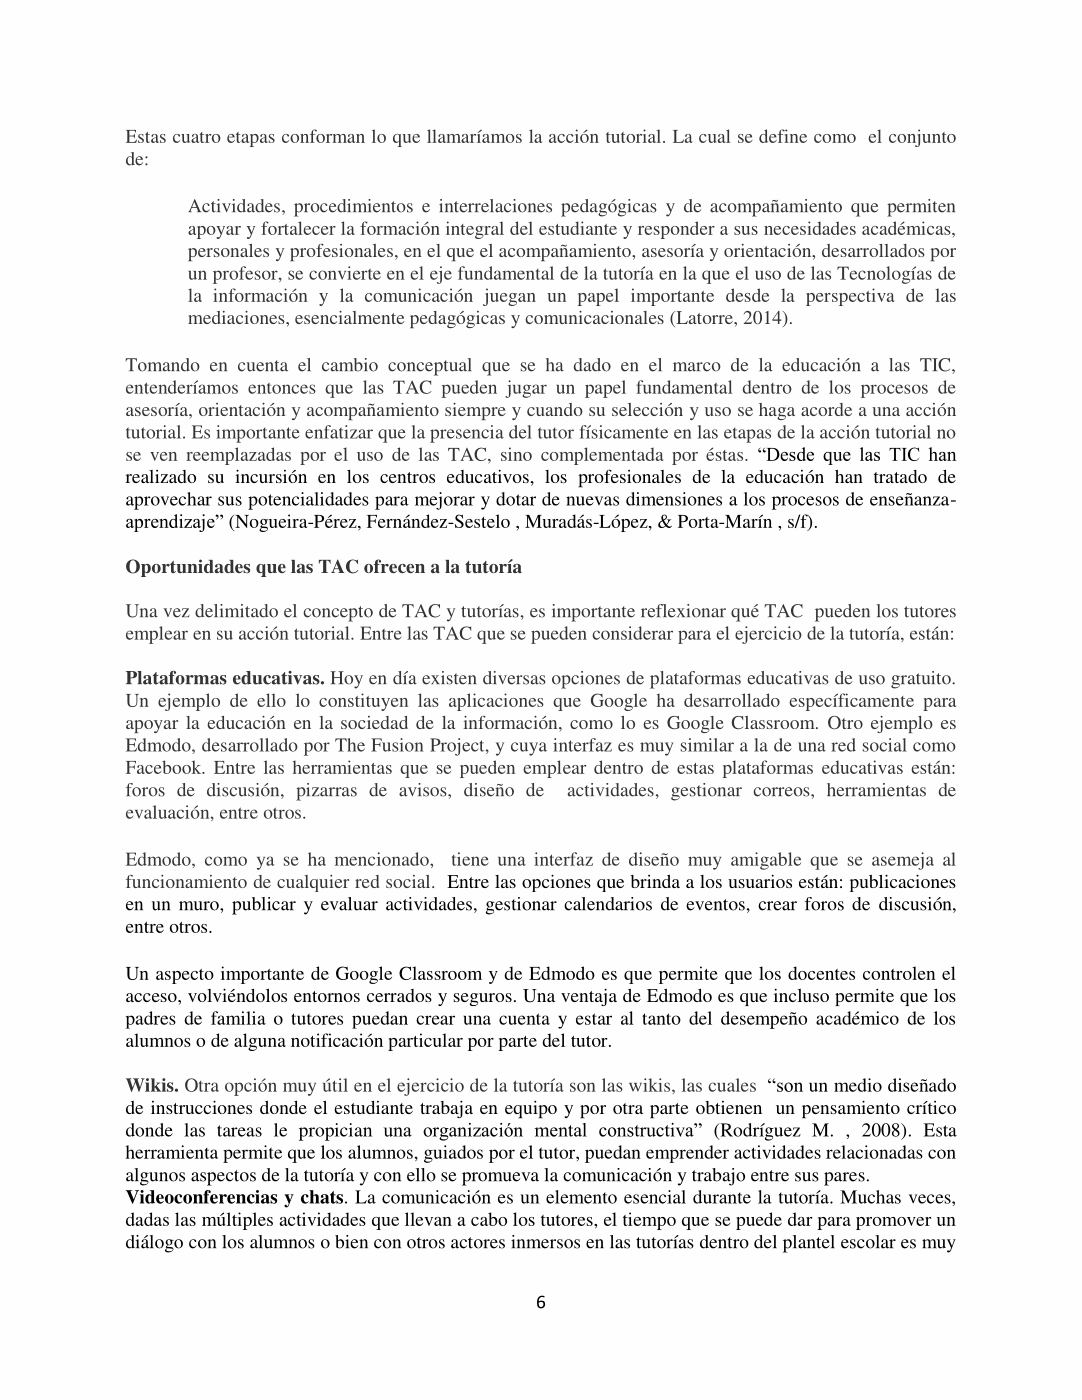 Estas cuatro etapas conforman lo que llamaríamos la acción tutorial. La cual se define como  el conjunto
de:
Actividades, procedimientos e interrelaciones pedagógicas y de acompañamiento que permiten
apoyar y fortalecer la formación integral del estudiante y responder a sus necesidades académicas,
personales y profesionales, en el que el acompañamiento, asesoría y orientación, desarrollados por
un profesor, se convierte en el eje fundamental de la tutoría en la que el uso de las Tecnologías de
la información y la comunicación juegan un papel importante desde la perspectiva de las
mediaciones, esencialmente pedagógicas y comunicacionales (Latorre, 2014).
Tomando en cuenta el cambio conceptual que se ha dado en el marco de la educación a las TIC,
entenderíamos entonces que las TAC pueden jugar un papel fundamental dentro de los procesos de
asesoría, orientación y acompañamiento siempre y cuando su selección y uso se haga acorde a una acción
tutorial. Es importante enfatizar que la presencia del tutor físicamente en las etapas de la acción tutorial no
se ven reemplazadas por el uso de las TAC, sino complementada por éstas. “Desde que las TIC han
realizado su incursión en los centros educativos, los profesionales de la educación han tratado de
aprovechar sus potencialidades para mejorar y dotar de nuevas dimensiones a los procesos de enseñanza-
aprendizaje” (Nogueira-Pérez, Fernández-Sestelo , Muradás-López, & Porta-Marín , s/f).
Oportunidades que las TAC ofrecen a la tutoría
Una vez delimitado el concepto de TAC y tutorías, es importante reflexionar qué TAC  pueden los tutores
emplear en su acción tutorial. Entre las TAC que se pueden considerar para el ejercicio de la tutoría, están:
Plataformas educativas. Hoy en día existen diversas opciones de plataformas educativas de uso gratuito.
Un ejemplo de ello lo constituyen las aplicaciones que Google ha desarrollado específicamente para
apoyar la educación en la sociedad de la información, como lo es Google Classroom. Otro ejemplo es
Edmodo, desarrollado por The Fusion Project, y cuya interfaz es muy similar a la de una red social como
Facebook. Entre las herramientas que se pueden emplear dentro de estas plataformas educativas están:
foros de discusión, pizarras de avisos, diseño de  actividades, gestionar correos, herramientas de
evaluación, entre otros.
Edmodo, como ya se ha mencionado,  tiene una interfaz de diseño muy amigable que se asemeja al
funcionamiento de cualquier red social.  Entre las opciones que brinda a los usuarios están: publicaciones
en un muro, publicar y evaluar actividades, gestionar calendarios de eventos, crear foros de discusión,
entre otros.
Un aspecto importante de Google Classroom y de Edmodo es que permite que los docentes controlen el
acceso, volviéndolos entornos cerrados y seguros. Una ventaja de Edmodo es que incluso permite que los
padres de familia o tutores puedan crear una cuenta y estar al tanto del desempeño académico de los
alumnos o de alguna notificación particular por parte del tutor.
Wikis. Otra opción muy útil en el ejercicio de la tutoría son las wikis, las cuales  “son un medio diseñado
de instrucciones donde el estudiante trabaja en equipo y por otra parte obtienen  un pensamiento crítico
donde las tareas le propician una organización mental constructiva” (Rodríguez M. , 2008). Esta
herramienta permite que los alumnos, guiados por el tutor, puedan emprender actividades relacionadas con
algunos aspectos de la tutoría y con ello se promueva la comunicación y trabajo entre sus pares.
Videoconferencias y chats. La comunicación es un elemento esencial durante la tutoría. Muchas veces,
dadas las múltiples actividades que llevan a cabo los tutores, el tiempo que se puede dar para promover un
diálogo con los alumnos o bien con otros actores inmersos en las tutorías dentro del plantel escolar es muy
6